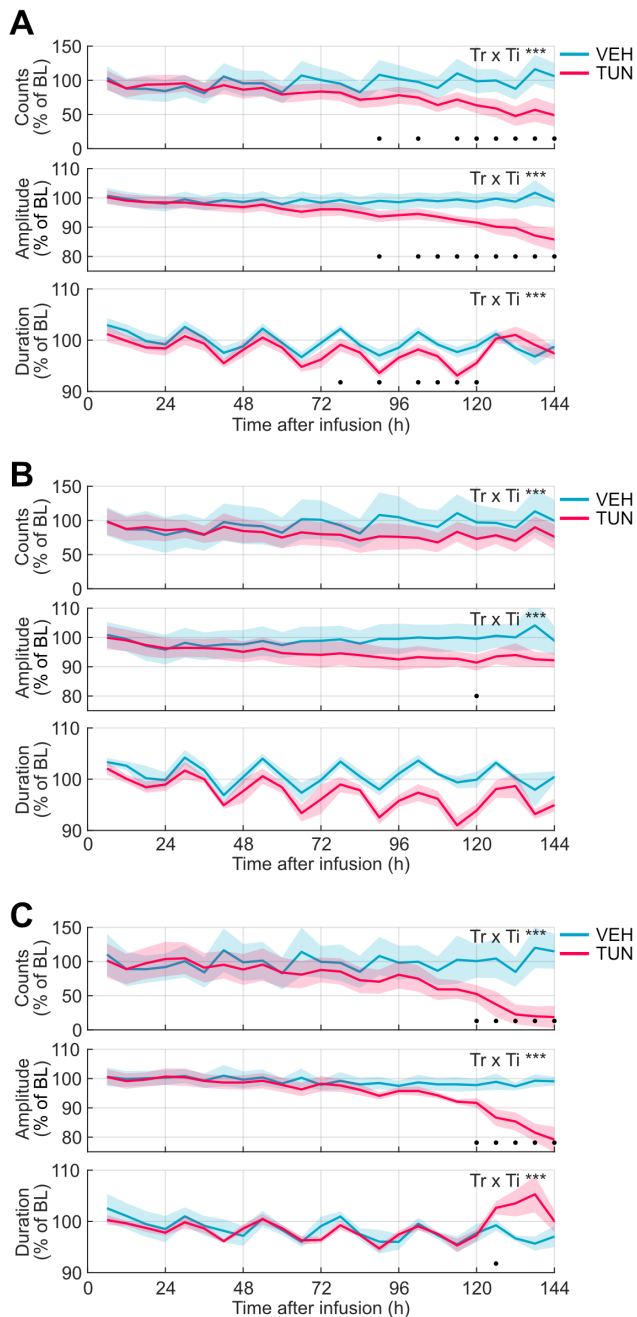 A
Tr x Ti ***
VEH
TUN
Counts
(% of BL)
150
100
50
0
Tr x Ti ***
Amplitude
(% of BL)
110
100
90
80
Tr x Ti ***
Duration
(% of BL)
110
100
90
0 24 48 72 96 120 144
Time after infusion (h)
B
Tr x Ti ***
VEH
TUN
Counts
(% of BL)
150
100
50
0
Tr x Ti ***
Amplitude
(% of BL)
110
100
90
80
Duration
(% of BL)
110
100
90
0 24 48 72 96 120 144
Time after infusion (h)
C
Tr x Ti ***
VEH
TUN
Counts
(% of BL)
150
100
50
0
Tr x Ti ***
Amplitude
(% of BL)
110
100
90
80
Tr x Ti ***
Duration
(% of BL)
110
100
90
0 24 48 72 96 120 144
Time after infusion (h)